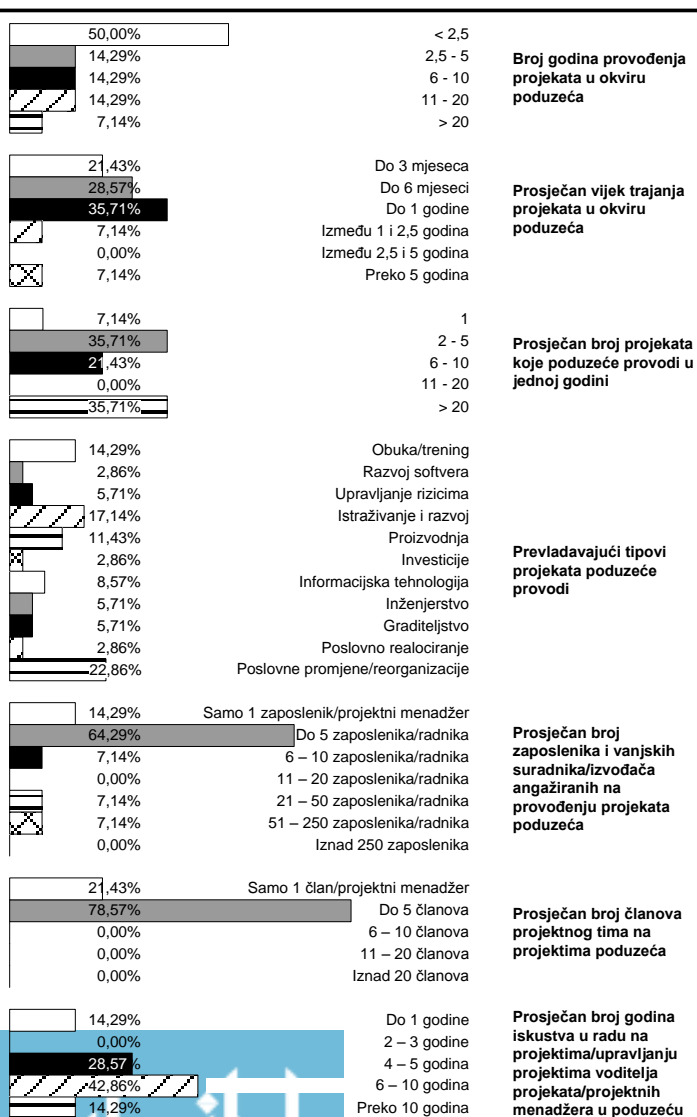 50,00% < 2,5
14,29% 2,5 - 5
14,29% 6 - 10
14,29% 11 - 20
7,14% > 20
Broj godina provođenja
projekata u okviru
poduzeća
21,43% Do 3 mjeseca
28,57% Do 6 mjeseci
35,71% Do 1 godine
7,14% Između 1 i 2,5 godina
0,00% Između 2,5 i 5 godina
7,14% Preko 5 godina
Prosječan vijek trajanja
projekata u okviru
poduzeća
7,14% 1
35,71% 2 - 5
21,43% 6 - 10
0,00% 11 - 20
35,71% > 20
Prosječan broj projekata
koje poduzeće provodi u
jednoj godini
14,29% Obuka/trening
2,86% Razvoj softvera
5,71% Upravljanje rizicima
17,14% Istraživanje i razvoj
11,43% Proizvodnja
2,86% Investicije
8,57% Informacijska tehnologija
5,71% Inženjerstvo
5,71% Graditeljstvo
2,86% Poslovno realociranje
22,86% Poslovne promjene/reorganizacije
Prevladavajući tipovi
projekata poduzeće
provodi
14,29% Samo 1 zaposlenik/projektni menadžer
64,29% Do 5 zaposlenika/radnika
7,14% 6 – 10 zaposlenika/radnika
0,00% 11 – 20 zaposlenika/radnika
7,14% 21 – 50 zaposlenika/radnika
7,14% 51 – 250 zaposlenika/radnika
0,00% Iznad 250 zaposlenika
Prosječan broj
zaposlenika i vanjskih
suradnika/izvođača
angažiranih na
provođenju projekata
poduzeća
21,43% Samo 1 član/projektni menadžer
78,57% Do 5 članova
0,00% 6 – 10 članova
0,00% 11 – 20 članova
0,00% Iznad 20 članova
Prosječan broj članova
projektnog tima na
projektima poduzeća
14,29% Do 1 godine
0,00% 2 – 3 godine
28,57% 4 – 5 godina
42,86% 6 – 10 godina
14,29% Preko 10 godina
Prosječan broj godina
iskustva u radu na
projektima/upravljanju
projektima voditelja
projekata/projektnih
menadžera u poduzeću